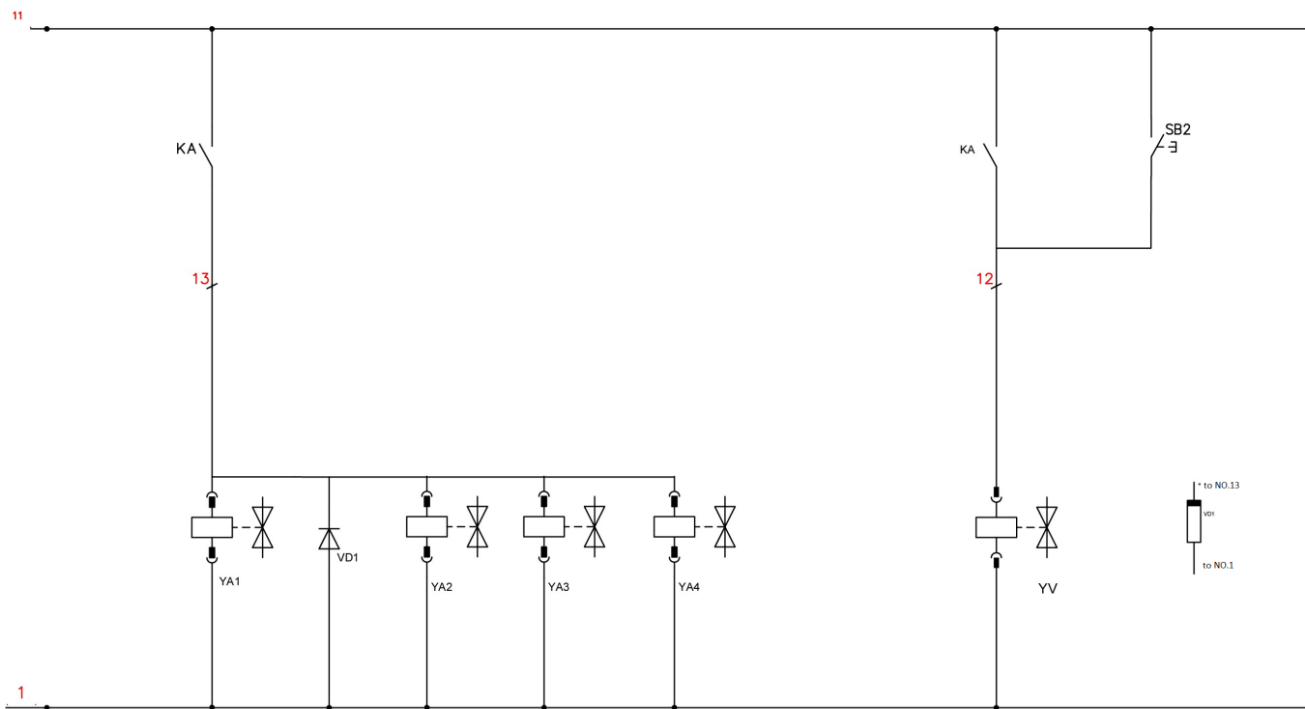 11
KA
KA
SB2
13
12
* to NO.13
VD1
VD1
to NO.1
YA1
YA2
YA3
YA4
YV
1